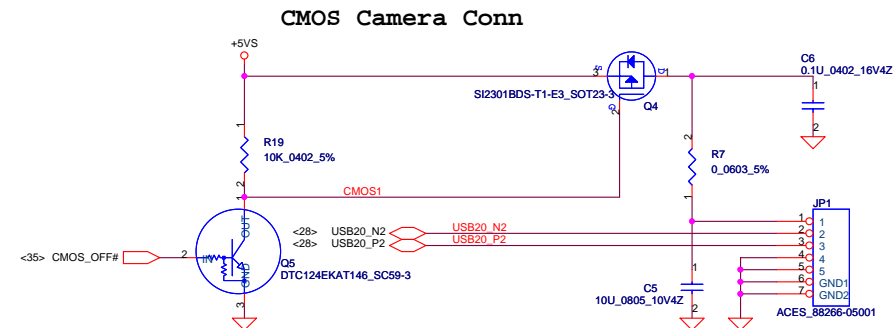 CMOS Camera Conn
+5VS
C6
0.1U_0402_16V4Z
1
2
S
3
D
1
G
2
SI2301BDS-T1-E3_SOT23-3
Q4
1
R19
10K_0402_5%
2
2
R7
0_0603_5%
1
CMOS1
1
OUT
<28> USB20_N2
USB20_N2
<28> USB20_P2
USB20_P2
<35> CMOS_OFF#
2
IN
GND
3
Q5
DTC124EKAT146_SC59-3
1
C5
10U_0805_10V4Z
2
JP1
1 1
2 2
3 3
4 4
5 5
6 GND1
7 GND2
ACES_88266-05001